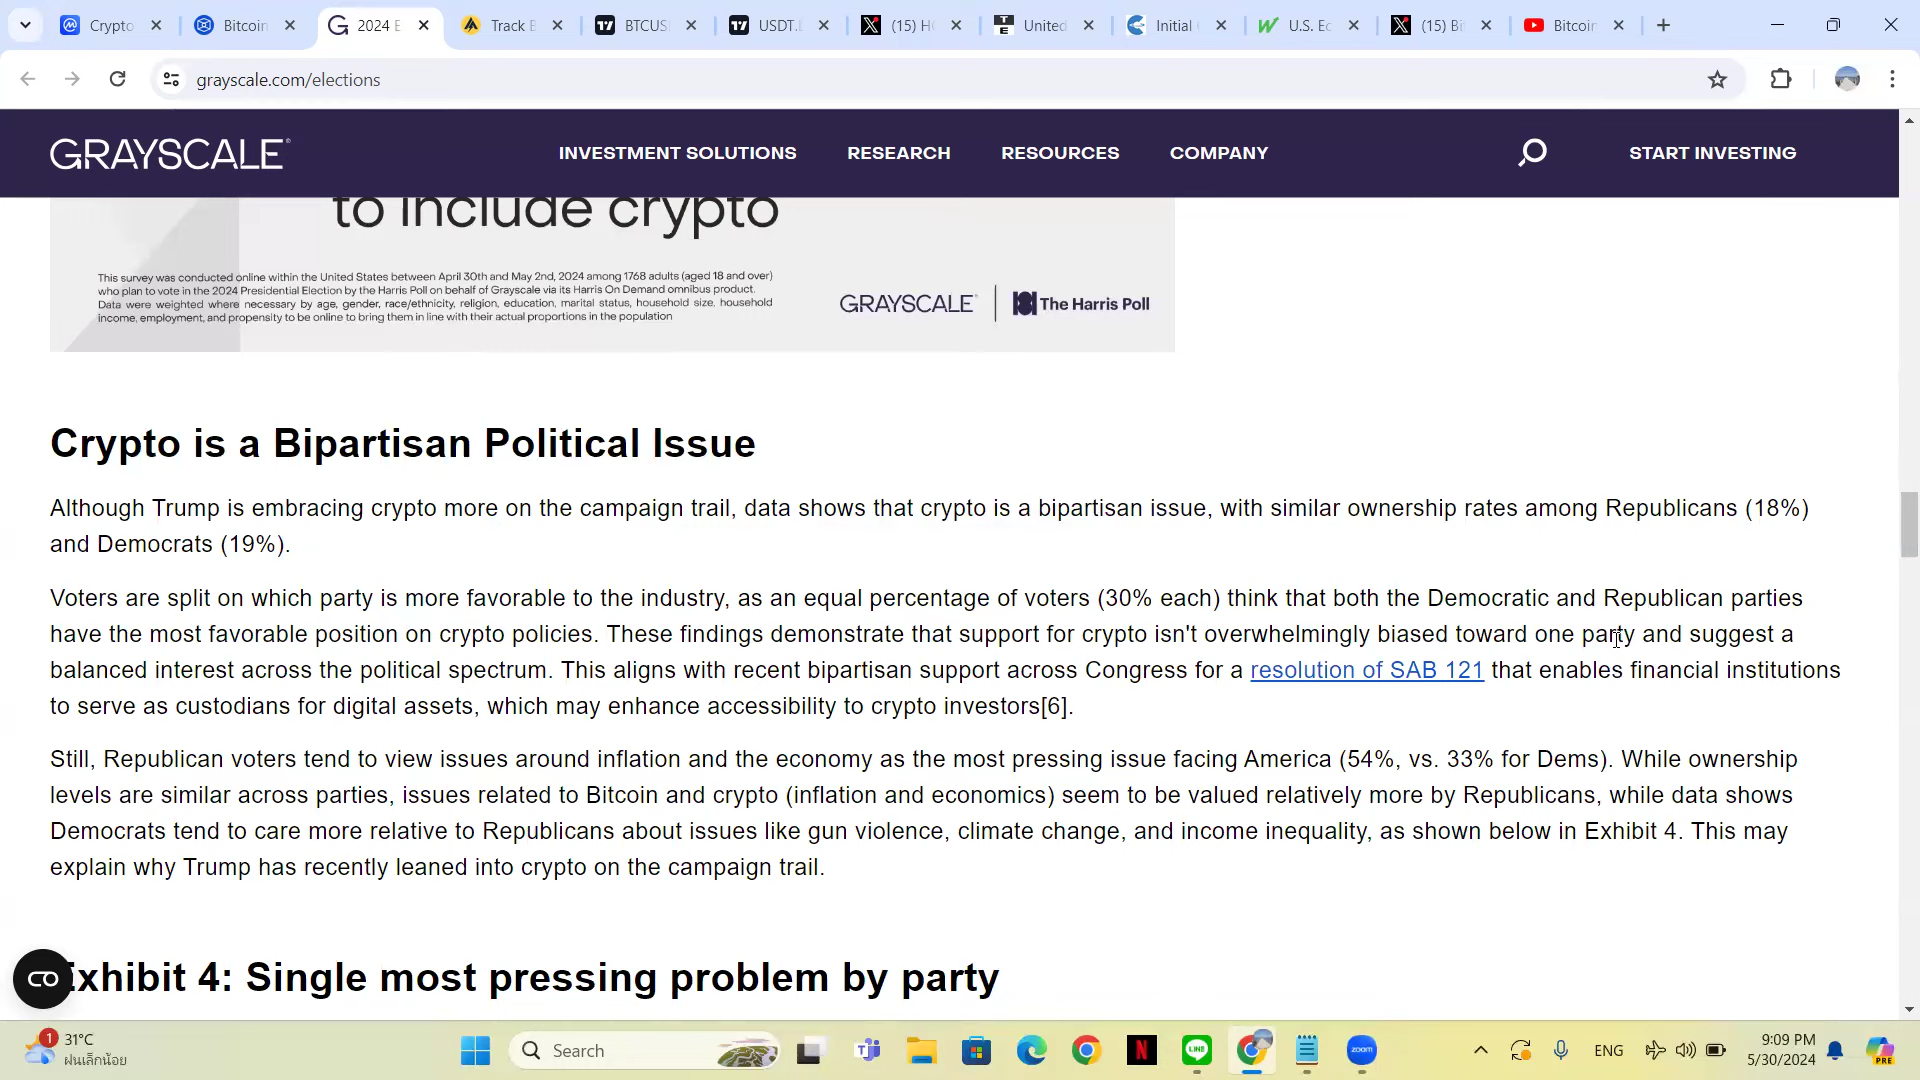 Crypto
Bitcoin
2024 E
Track B
BTCUS
USDT.D
(15) H
United
Initial
U.S. Ec
(15) Bi
Bitcoin
grayscale.com/elections
GRAYSCALE
INVESTMENT SOLUTIONS
RESEARCH
RESOURCES
COMPANY
START INVESTING
to include crypto
This survey was conducted online within the United States between April 30th and May 2nd, 2024 among 1768 adults (aged 18 and over)
who plan to vote in the 2024 Presidential Election by the Harris Poll on behalf of Grayscale via its Harris On Demand omnibus product.
Data were weighted where necessary by age, gender, race/ethnicity, religion, education, marital status, household size, household
income, employment, and propensity to be online to bring them in line with their actual proportions in the population
GRAYSCALE
The Harris Poll
Crypto is a Bipartisan Political Issue
Although Trump is embracing crypto more on the campaign trail, data shows that crypto is a bipartisan issue, with similar ownership rates among Republicans (18%)
and Democrats (19%).
Voters are split on which party is more favorable to the industry, as an equal percentage of voters (30% each) think that both the Democratic and Republican parties
have the most favorable position on crypto policies. These findings demonstrate that support for crypto isn't overwhelmingly biased toward one party and suggest a
balanced interest across the political spectrum. This aligns with recent bipartisan support across Congress for a resolution of SAB 121 that enables financial institutions
to serve as custodians for digital assets, which may enhance accessibility to crypto investors[6].
Still, Republican voters tend to view issues around inflation and the economy as the most pressing issue facing America (54%, vs. 33% for Dems). While ownership
levels are similar across parties, issues related to Bitcoin and crypto (inflation and economics) seem to be valued relatively more by Republicans, while data shows
Democrats tend to care more relative to Republicans about issues like gun violence, climate change, and income inequality, as shown below in Exhibit 4. This may
explain why Trump has recently leaned into crypto on the campaign trail.
Exhibit 4: Single most pressing problem by party
1
31°C
ฝนเล็กน้อย
Search
LINE
zoom
ENG
9:09 PM
5/30/2024
PRE